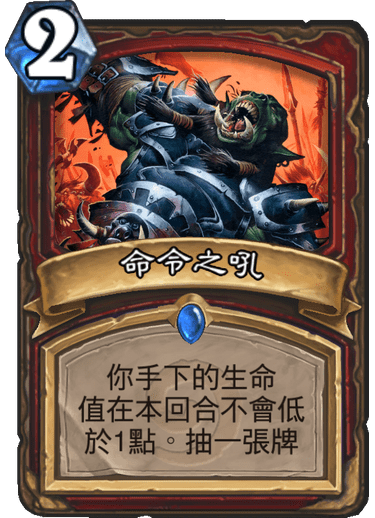 2
命令之吼
你手下的生命
值在本回合不會低
於1點。抽一張牌